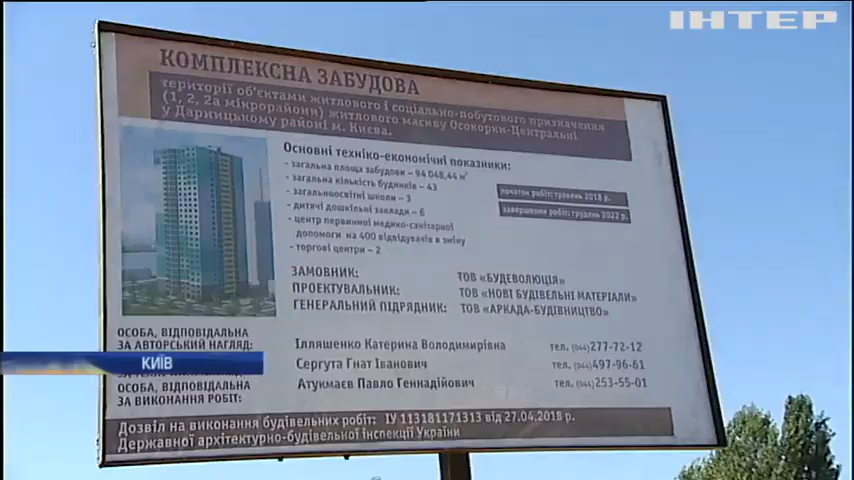 ІНТЕР
КОМПЛЕКСНА ЗАБУДОВА
території об'єктами житлового і соціально-побутового призначення
(1, 2, 2а мікрорайони) житлового масиву Осокорки-Центральні
у Дарницькому районі м. Києва.
Основні техніко-економічні показники:
- загальна площа забудови – 94 048,44 м²
- загальна кількість будинків – 43
- загальноосвітні школи – 3
- дитячі дошкільні заклади – 6
- центр первинної медико-санітарної
допомоги на 400 відвідувачів в зміну
- торгові центри – 2
початок робіт: травень 2018 р.
завершення робіт: грудень 2022 р.
ЗАМОВНИК: ТОВ «БУДЕВОЛЮЦІЯ»
ПРОЕКТУВАЛЬНИК: ТОВ «НОВІ БУДІВЕЛЬНІ МАТЕРІАЛИ»
ГЕНЕРАЛЬНИЙ ПІДРЯДНИК: ТОВ «АРКАДА-БУДІВНИЦТВО»
ОСОБА, ВІДПОВІДАЛЬНА
ЗА АВТОРСЬКИЙ НАГЛЯД: Ілляшенко Катерина Володимирівна тел. (044)277-72-12
КИЇВ
Сергута Гнат Іванович тел. (044)497-96-61
ОСОБА, ВІДПОВІДАЛЬНА
ЗА ВИКОНАННЯ РОБІТ: Атукмаєв Павло Геннадійович тел. (044)253-55-01
Дозвіл на виконання будівельних робіт: ІУ 113181171313 від 27.04.2018 р.
Державної архітектурно-будівельної інспекції України